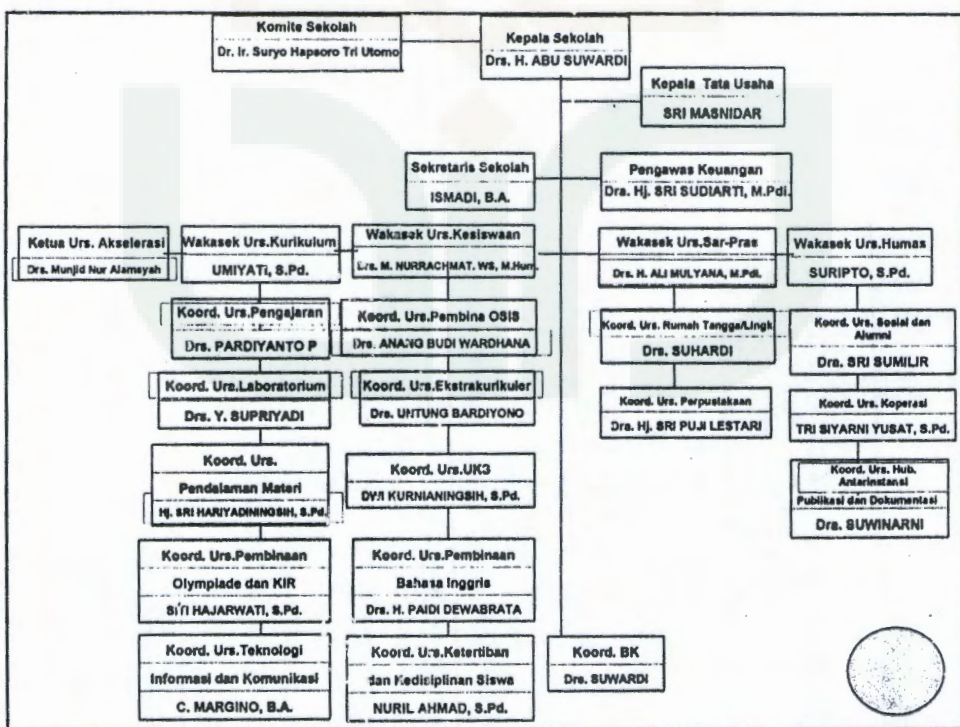 Komite Sekolah
Dr. Ir. Suryo Hapsoro Tri Utomo
Kepala Sekolah
Drs. H. ABU SUWARDI
Kepala Tata Usaha
SRI MASNIDAR
Sekretaris Sekolah
ISMADI, B.A.
Pengawas Keuangan
Dra. Hj. SRI SUDIARTI, M.Pdi.
Ketua Urs. Akselerasi
Drs. Munjid Nur Alamsyah
Wakasek Urs.Kurikulum
UMIYATI, S.Pd.
Wakasek Urs.Kesiswaan
Drs. M. NURRACHMAT. WS, M.Hum.
Wakasek Urs.Sar-Pras
Drs. H. ALI MULYANA, M.Pdi.
Wakasek Urs.Humas
SURIPTO, S.Pd.
Koord. Urs.Pengajaran
Drs. PARDIYANTO P
Koord. Urs.Laboratorium
Drs. Y. SUPRIYADI
Koord. Urs.
Pendalaman Materi
Hj. SRI HARIYADININGSIH, S.Pd.
Koord. Urs.Pembinaan
Olympiade dan KIR
SITI HAJARWATI, S.Pd.
Koord. Urs.Teknologi
Informasi dan Komunikasi
C. MARGINO, B.A.
Koord. Urs.Pembina OSIS
Drs. ANANG BUDI WARDHANA
Koord. Urs.Ekstrakurikuler
Drs. UNTUNG BARDIYONO
Koord. Urs.UKS
DWI KURNIANINGSIH, S.Pd.
Koord. Urs.Pembinaan
Bahasa Inggris
Drs. H. PAIDI DEWABRATA
Koord. Urs.Ketertiban
dan Kedisiplinan Siswa
NURIL AHMAD, S.Pd.
Koord. Urs. Rumah Tangga/Lingk
Drs. SUHARDI
Koord. Urs. Perpustakaan
Dra. Hj. SRI PUJI LESTARI
Koord. Urs. Sosial dan
Alumni
Dra. SRI SUMILIR
Koord. Urs. Koperasi
TRI SIYARNI YUSAT, S.Pd.
Koord. Urs. Hub.
Antarinstansi
Publikasi dan Dokumentasi
Dra. SUWINARNI
Koord. BK
Drs. SUWARDI